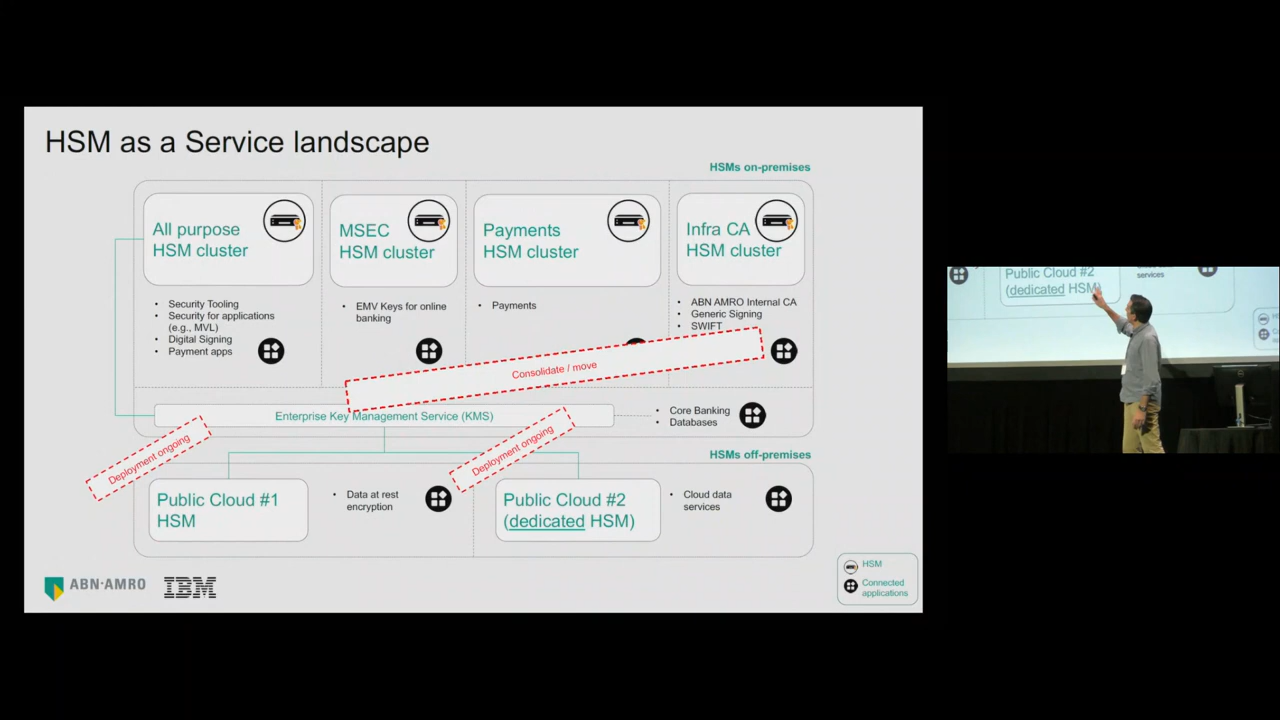 HSM as a Service landscape
HSMs on-premises
All purpose
HSM cluster
MSEC
HSM cluster
Payments
HSM cluster
Infra CA
HSM cluster
• Security Tooling
• Security for applications
(e.g., MVL)
• Digital Signing
• Payment apps
• EMV Keys for online
banking
• Payments
• ABN AMRO Internal CA
• Generic Signing
• SWIFT
Consolidate / move
Enterprise Key Management Service (KMS)
• Core Banking
• Databases
Deployment ongoing
Deployment ongoing
HSMs off-premises
Public Cloud #1
HSM
• Data at rest
encryption
Public Cloud #2
(dedicated HSM)
• Cloud data
services
ABN·AMRO
IBM
HSM
Connected
applications
Public Cloud #2
(dedicated HSM)
services